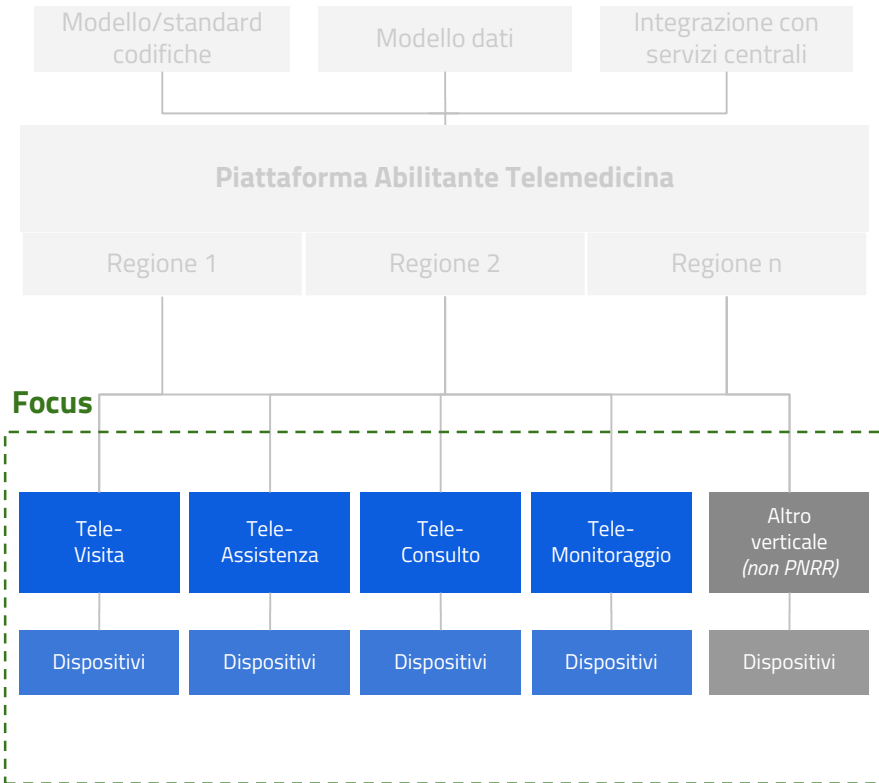 Modello/standard
codifiche
Modello dati
Integrazione con
servizi centrali
Piattaforma Abilitante Telemedicina
Regione 1
Regione 2
Regione n
Focus
Tele-
Visita
Tele-
Assistenza
Tele-
Consulto
Tele-
Monitoraggio
Altro
verticale
(non PNRR)
Dispositivi
Dispositivi
Dispositivi
Dispositivi
Dispositivi